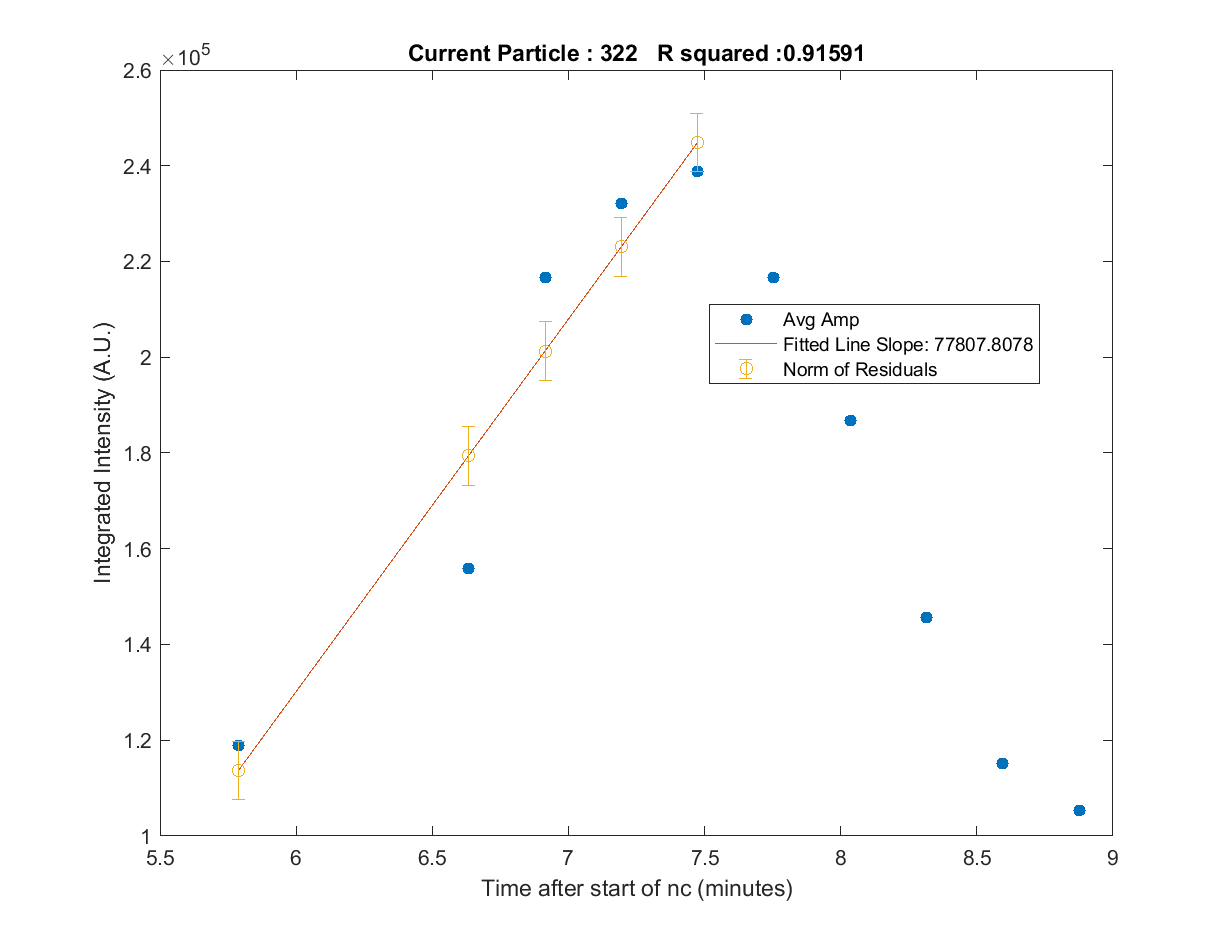 Current Particle : 322   R squared :0.91591
×10^5
2.6
2.4
2.2
2
1.8
1.6
1.4
1.2
1
Integrated Intensity (A.U.)
Avg Amp
Fitted Line Slope: 77807.8078
Norm of Residuals
5.5 6 6.5 7 7.5 8 8.5 9
Time after start of nc (minutes)